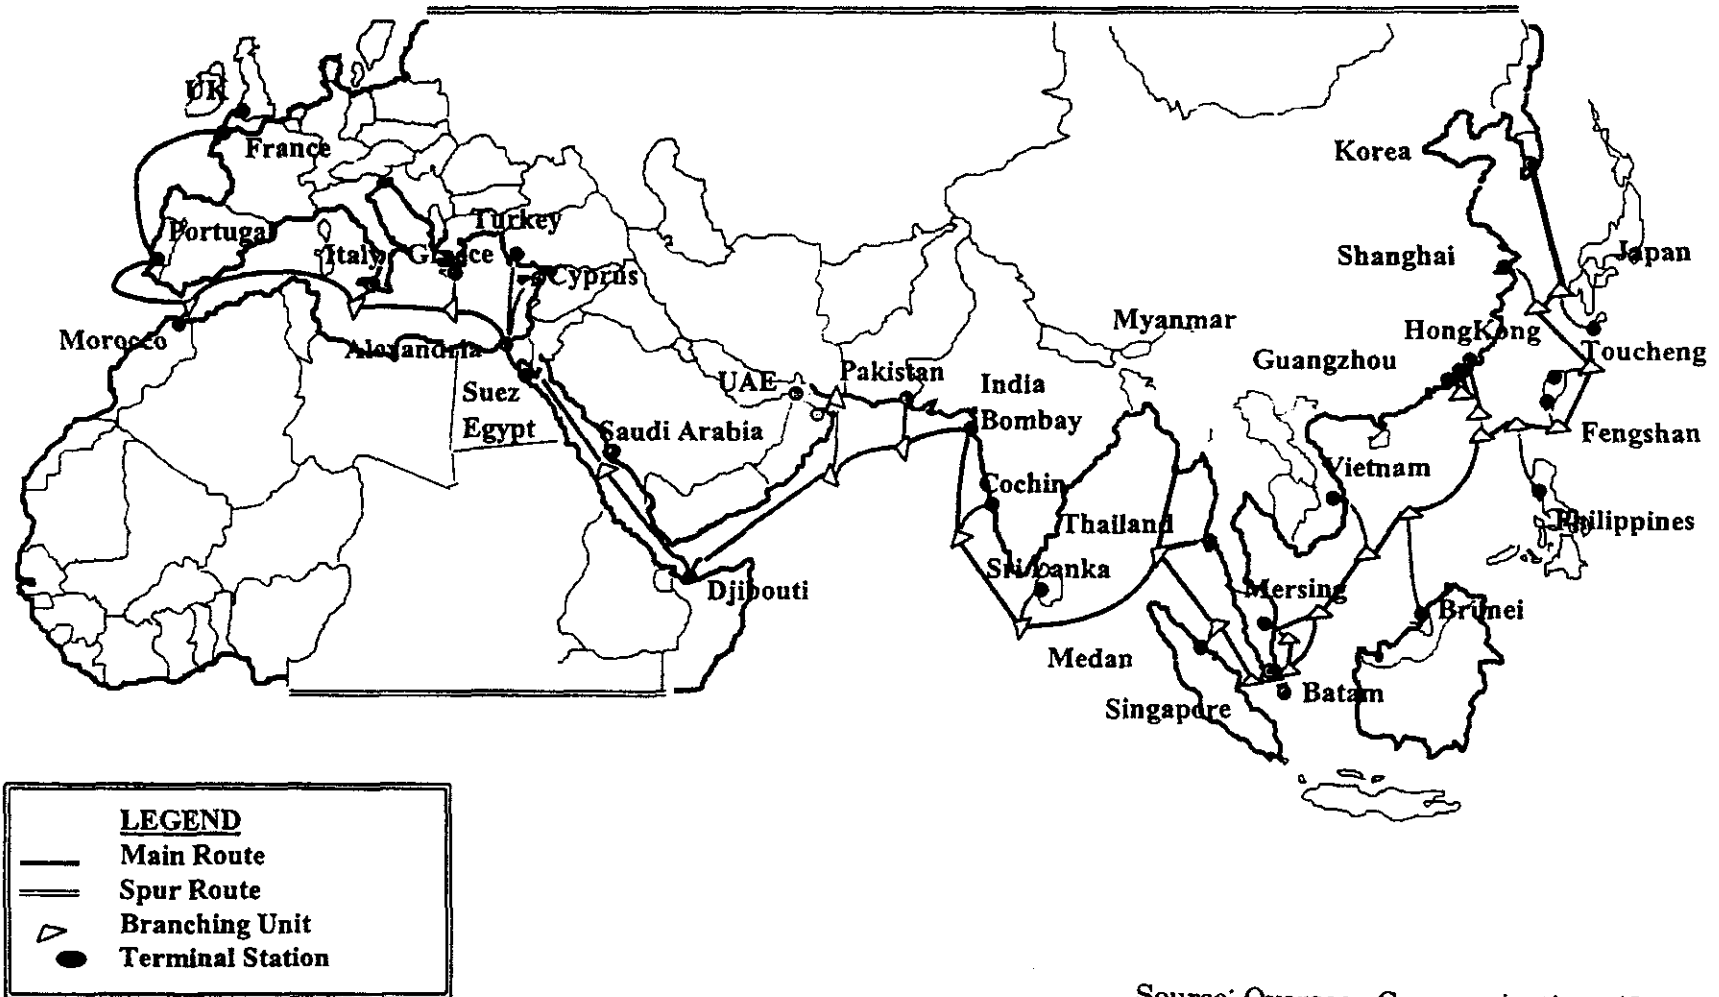 UK
France
Korea
Portugal
Turkey
Italy
Greece
Shanghai
Japan
Cyprus
Myanmar
HongKong
Morocco
Alexandria
Guangzhou
Toucheng
UAE
Pakistan
Suez
India
Egypt
Saudi Arabia
Bombay
Fengshan
Vietnam
Cochin
Thailand
Philippines
Sri Lanka
Djibouti
Mersing
Brunei
Medan
Singapore
Batam
LEGEND
Main Route
Spur Route
Branching Unit
Terminal Station
Sourse: Overseas